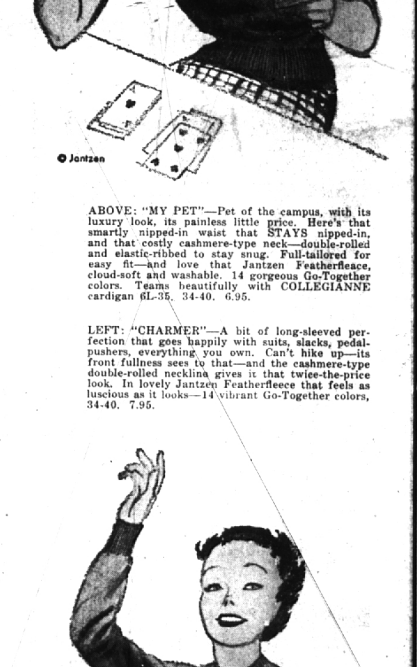 © Jantzen
ABOVE: "MY PET"—Pet of the campus, with its
luxury look, its painless little price. Here's that
smartly nipped-in waist that STAYS nipped-in,
and that costly cashmere-type neck—double-rolled
and elastic-ribbed to stay snug. Full-tailored for
easy fit—and love that Jantzen Featherfleece,
cloud-soft and washable. 14 gorgeous Go-Together
colors. Teams beautifully with COLLEGIANNE
cardigan 6L-35. 34-40. 6.95.
LEFT: "CHARMER"—A bit of long-sleeved per-
fection that goes happily with suits, slacks, pedal-
pushers, everything you own. Can't hike up—its
front fullness sees to that—and the cashmere-type
double-rolled neckline gives it that twice-the-price
look. In lovely Jantzen Featherfleece that feels as
luscious as it looks—14 vibrant Go-Together colors,
34-40. 7.95.